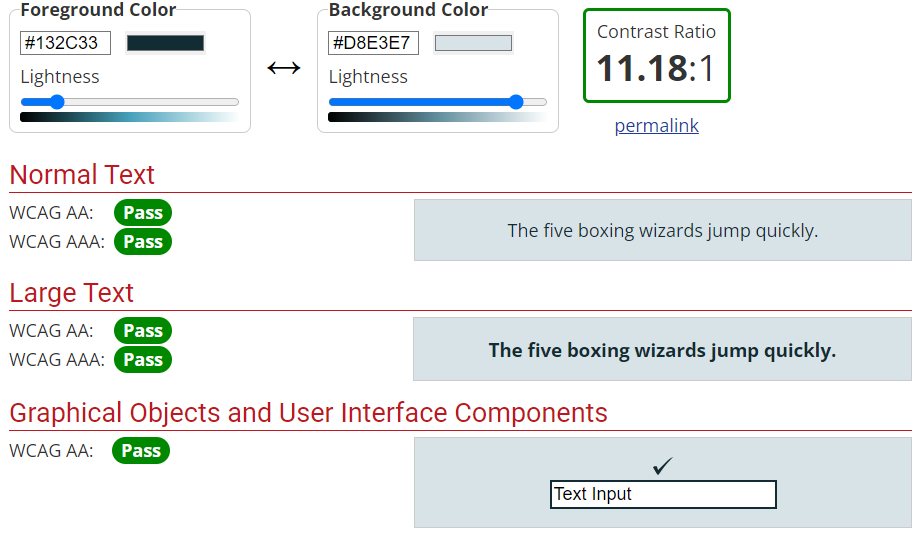 Foreground Color
#132C33
Lightness
Background Color
#D8E3E7
Lightness
Contrast Ratio
11.18:1
permalink
Normal Text
WCAG AA: Pass
WCAG AAA: Pass
The five boxing wizards jump quickly.
Large Text
WCAG AA: Pass
WCAG AAA: Pass
The five boxing wizards jump quickly.
Graphical Objects and User Interface Components
WCAG AA: Pass
Text Input